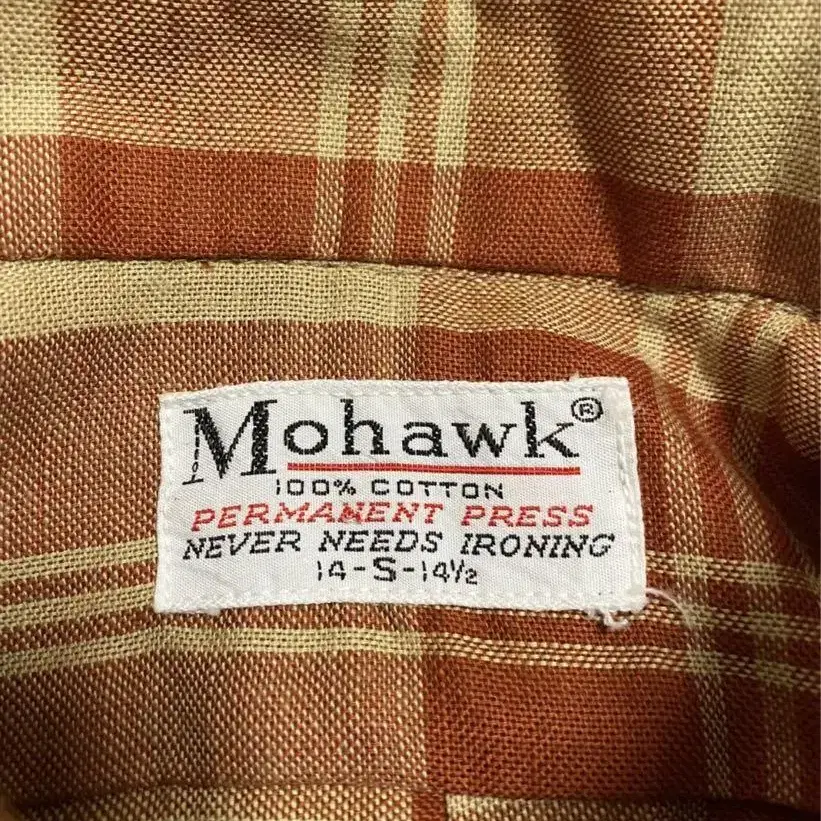 Mohawk®
100% COTTON
PERMANENT PRESS
NEVER NEEDS IRONING
14-S-14½